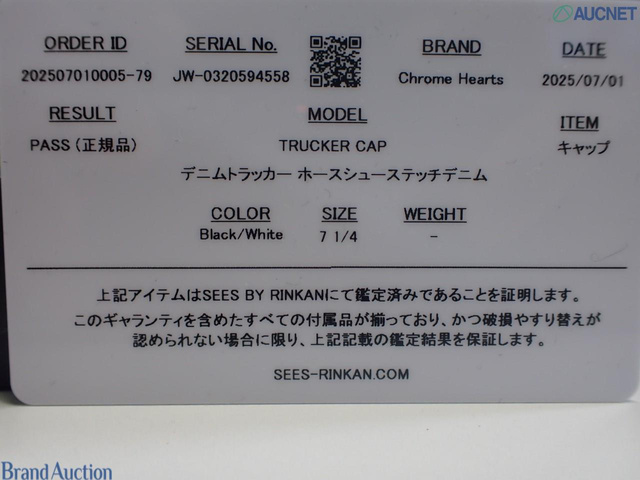 AUCNET
ORDER ID
202507010005-79
SERIAL No.
JW-0320594558
BRAND
Chrome Hearts
DATE
2025/07/01
RESULT
PASS (正規品)
MODEL
TRUCKER CAP
デニムトラッカー ホースシューステッチデニム
ITEM
キャップ
COLOR
Black/White
SIZE
7 1/4
WEIGHT
-
上記アイテムはSEES BY RINKANにて鑑定済みであることを証明します。
このギャランティを含めたすべての付属品が揃っており、かつ破損やすり替えが
認められない場合に限り、上記記載の鑑定結果を保証します。
SEES-RINKAN.COM
Brand Auction